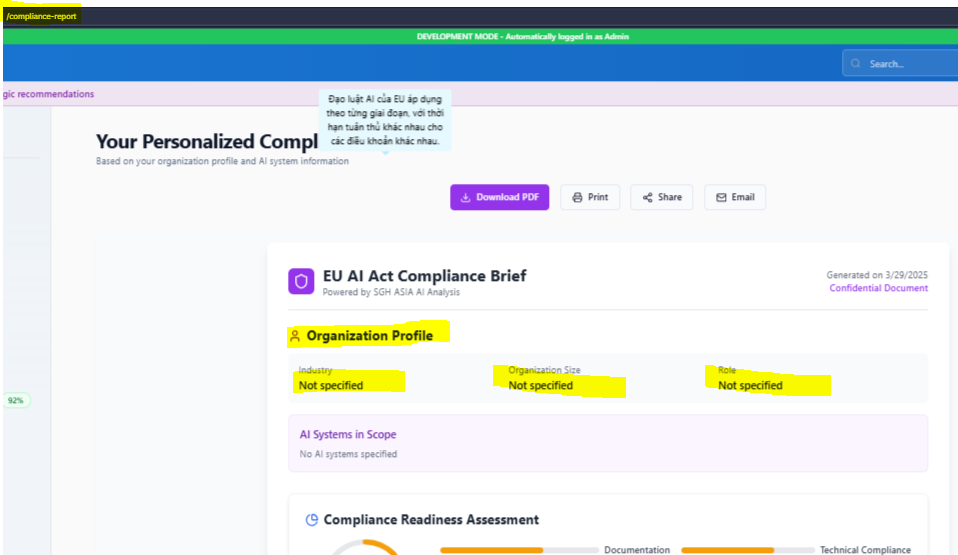 /compliance-report
DEVELOPMENT MODE - Automatically logged in as Admin
Search...
gic recommendations
Đạo luật AI của EU áp dụng
theo từng giai đoạn, với thời
hạn tuân thủ khác nhau cho
các điều khoản khác nhau.
Your Personalized Compl
Based on your organization profile and AI system information
Download PDF
Print
Share
Email
EU AI Act Compliance Brief
Powered by SGH ASIA AI Analysis
Generated on 3/29/2025
Confidential Document
Organization Profile
Industry
Not specified
Organization Size
Not specified
Role
Not specified
92%
AI Systems in Scope
No AI systems specified
Compliance Readiness Assessment
Documentation
Technical Compliance